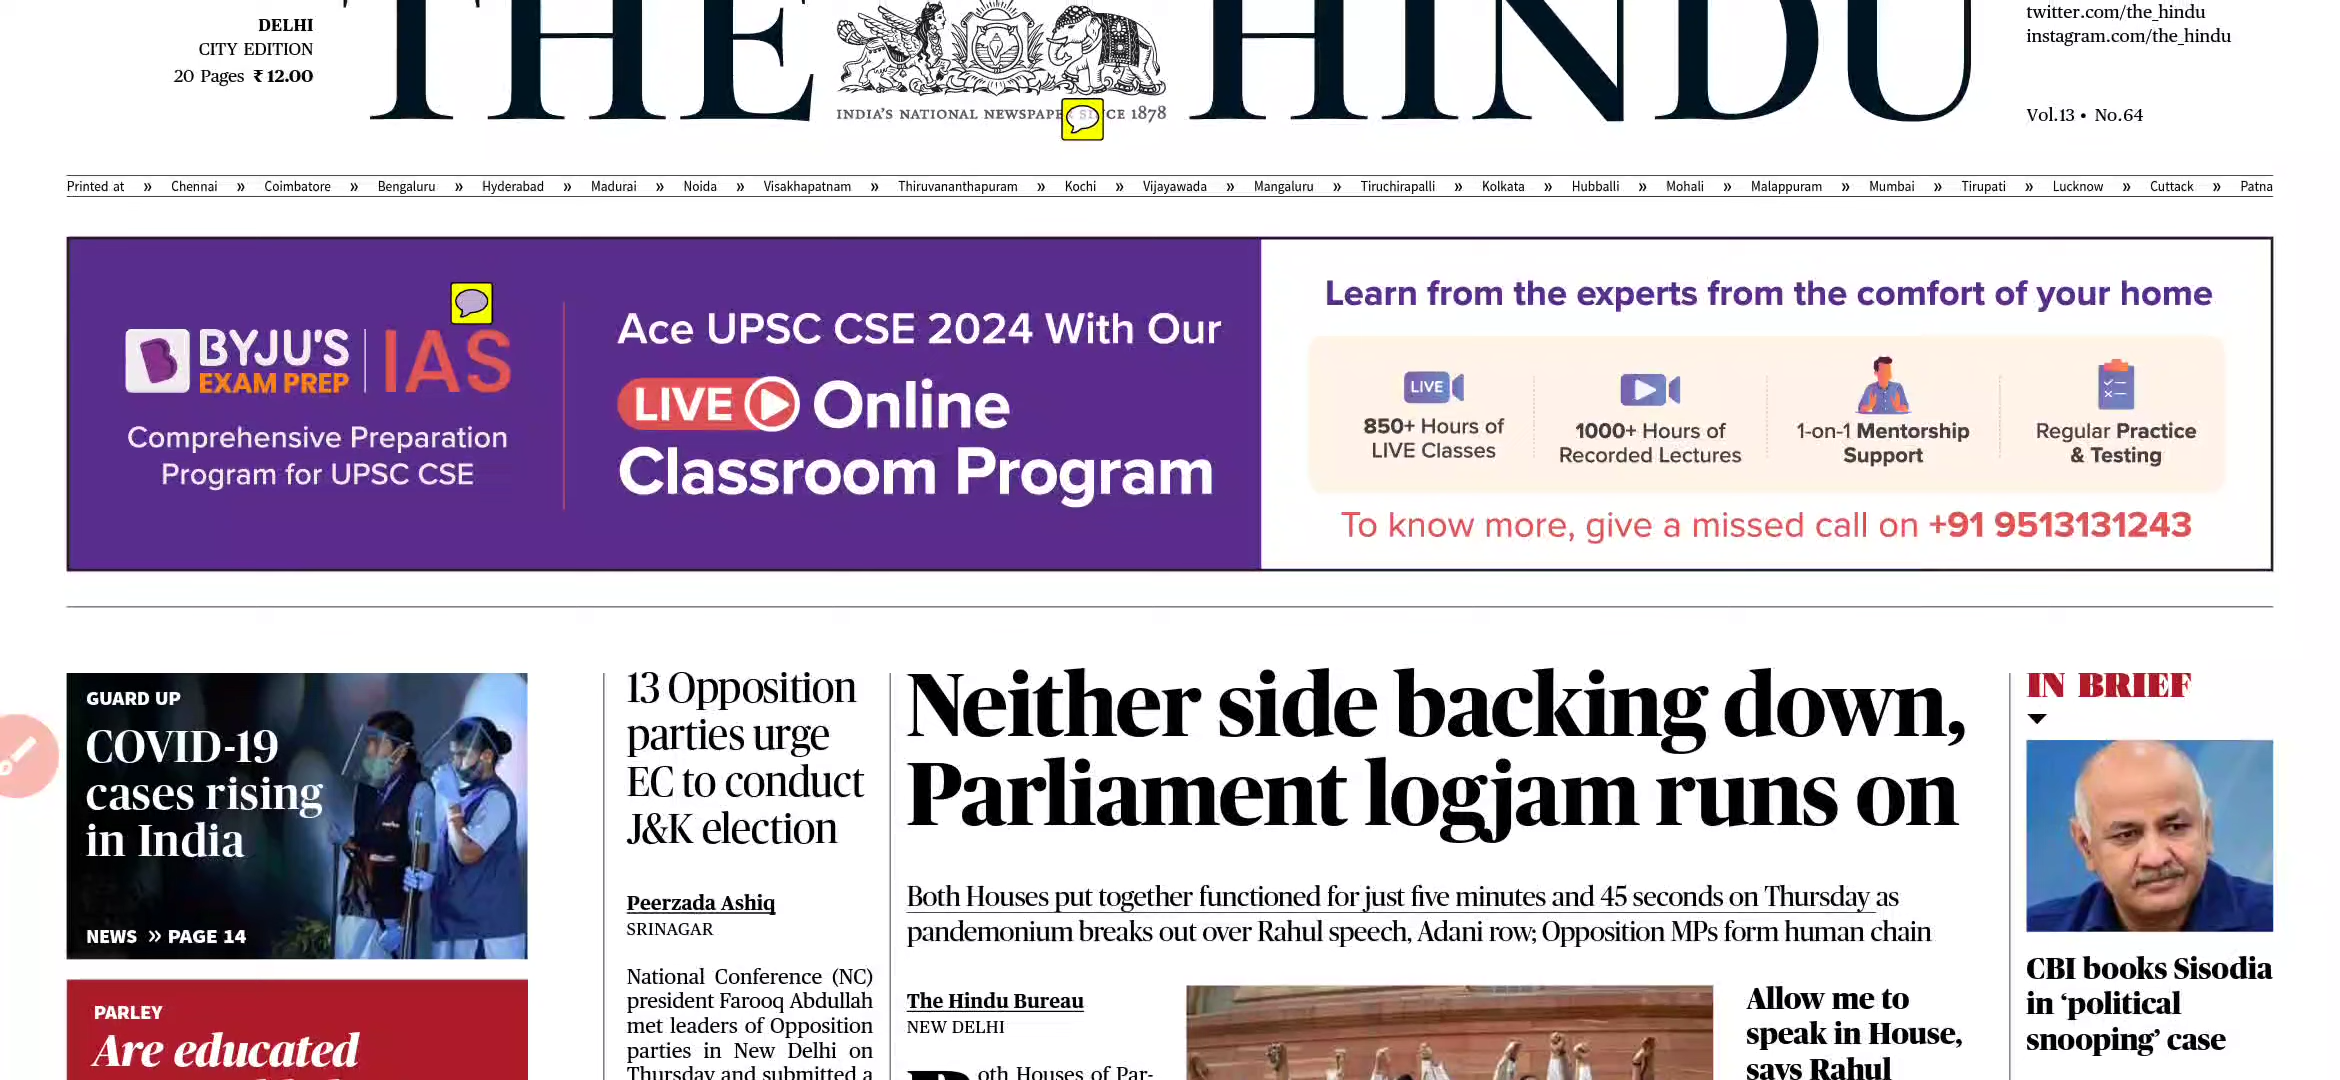 DELHI
CITY EDITION
20 Pages ₹ 12.00
THE HINDU
INDIA'S NATIONAL NEWSPAPER SINCE 1878
twitter.com/the_hindu
instagram.com/the_hindu
Vol.13 • No.64
Printed at » Chennai » Coimbatore » Bengaluru » Hyderabad » Madurai » Noida » Visakhapatnam » Thiruvananthapuram » Kochi » Vijayawada » Mangaluru » Tiruchirapalli » Kolkata » Hubballi » Mohali » Malappuram » Mumbai » Tirupati » Lucknow » Cuttack » Patna
BYJU'S
EXAM PREP
IAS
Comprehensive Preparation
Program for UPSC CSE
Ace UPSC CSE 2024 With Our
LIVE Online
Classroom Program
Learn from the experts from the comfort of your home
LIVE
850+ Hours of
LIVE Classes
1000+ Hours of
Recorded Lectures
1-on-1 Mentorship
Support
Regular Practice
& Testing
To know more, give a missed call on +91 9513131243
GUARD UP
COVID-19
cases rising
in India
NEWS » PAGE 14
PARLEY
Are educated
13 Opposition
parties urge
EC to conduct
J&K election
Peerzada Ashiq
SRINAGAR
National Conference (NC)
president Farooq Abdullah
met leaders of Opposition
parties in New Delhi on
Thursday and submitted a
Neither side backing down,
Parliament logjam runs on
Both Houses put together functioned for just five minutes and 45 seconds on Thursday as
pandemonium breaks out over Rahul speech, Adani row; Opposition MPs form human chain
The Hindu Bureau
NEW DELHI
Both Houses of Par-
Allow me to
speak in House,
says Rahul
IN BRIEF
CBI books Sisodia
in ‘political
snooping’ case